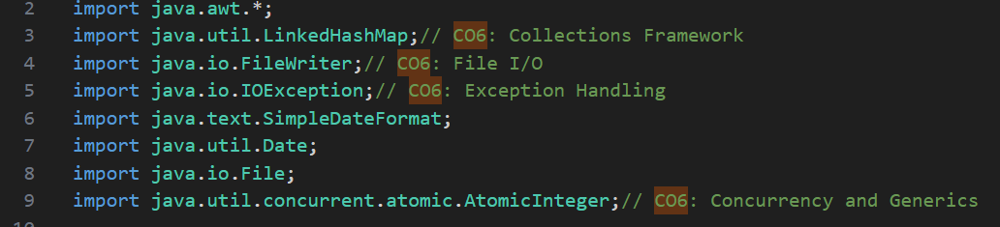 2 import java.awt.*;
3 import java.util.LinkedHashMap;// CO6: Collections Framework
4 import java.io.FileWriter;// CO6: File I/O
5 import java.io.IOException;// CO6: Exception Handling
6 import java.text.SimpleDateFormat;
7 import java.util.Date;
8 import java.io.File;
9 import java.util.concurrent.atomic.AtomicInteger;// CO6: Concurrency and Generics